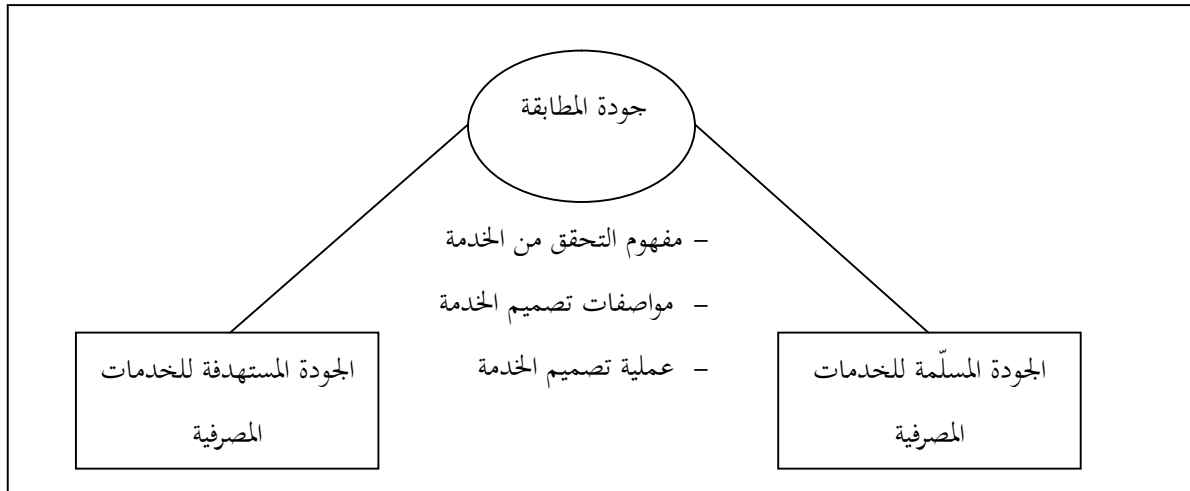 جودة المطابقة
– مفهوم التحقق من الخدمة
– مواصفات تصميم الخدمة
– عملية تصميم الخدمة
الجودة المسلّمة للخدمات
المصرفية
الجودة المستهدفة للخدمات
المصرفية